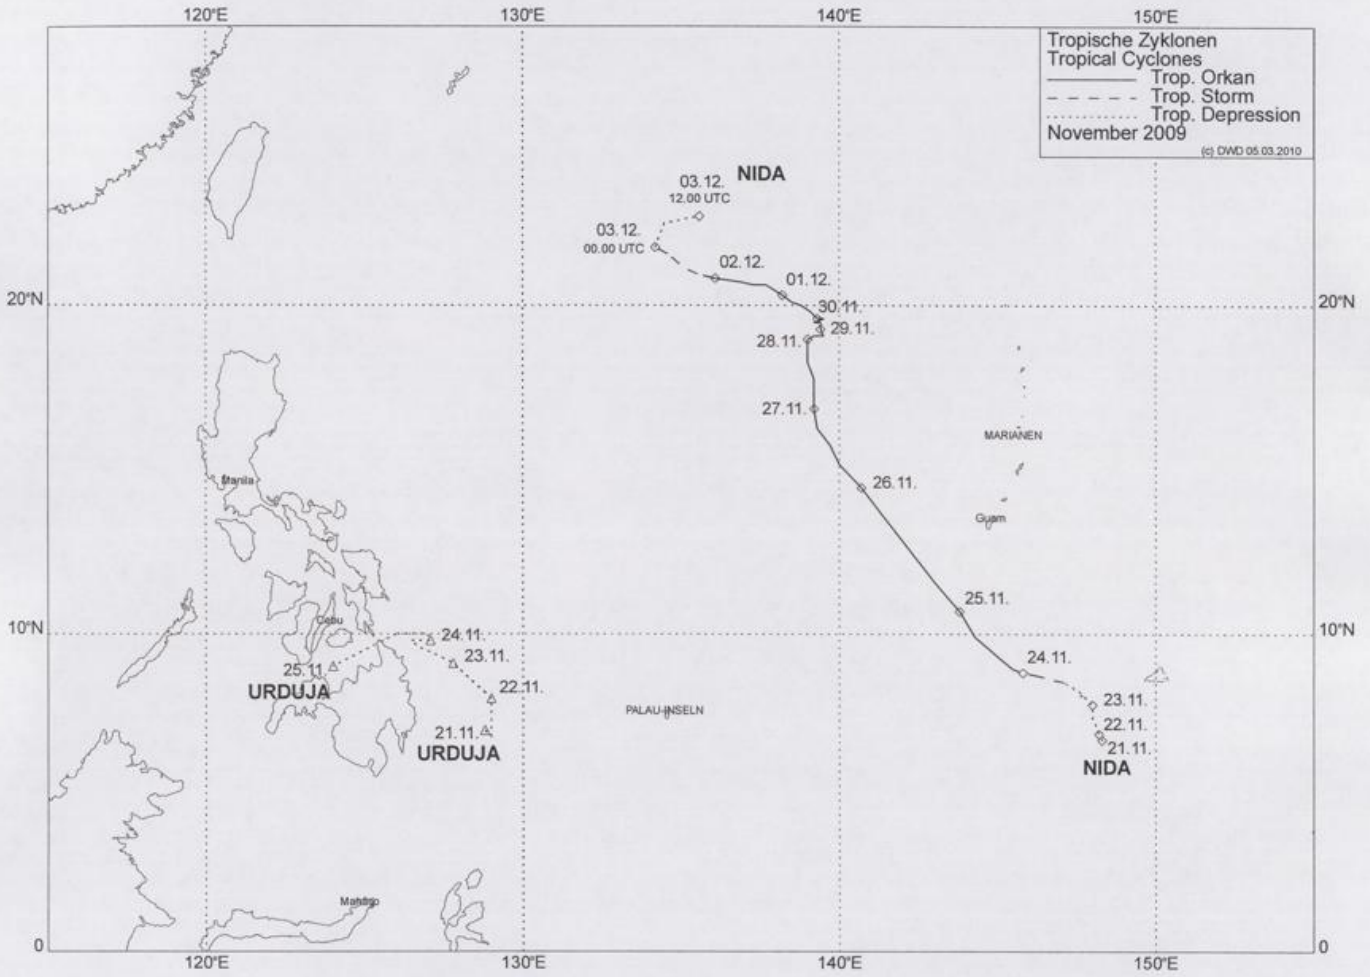 120°E 130°E 140°E 150°E
Tropische Zyklonen
Tropical Cyclones
Trop. Orkan
Trop. Storm
Trop. Depression
November 2009
(c) DWD 05.03.2010
NIDA
03.12.
12.00 UTC
03.12.
00.00 UTC
02.12.
01.12.
20°N 20°N
30.11.
29.11.
28.11.
27.11.
MARIANEN
Manila
26.11.
Guam
25.11.
Cebu
10°N 10°N
24.11.
23.11.
25.11
24.11.
URDUJA
22.11.
23.11.
PALAU-INSELN
21.11.
22.11.
URDUJA
21.11.
NIDA
0 0
120°E 130°E 140°E 150°E